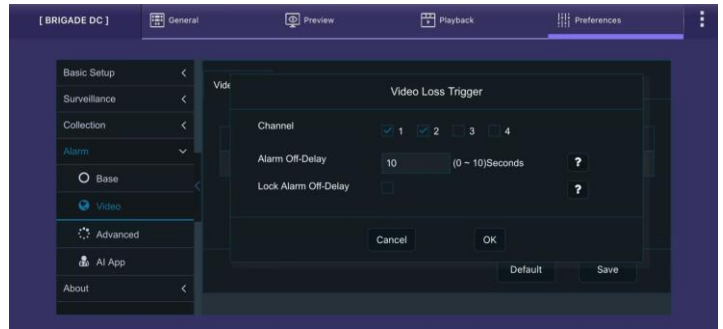 [ BRIGADE DC ] General Preview Playback Preferences
Basic Setup
Surveillance
Collection
Alarm
Base
Video
Advanced
AI App
About
Vide
Video Loss Trigger
Channel 1 2 3 4
Alarm Off-Delay 10 (0 ~ 10)Seconds ?
Lock Alarm Off-Delay ?
Cancel OK
Default Save